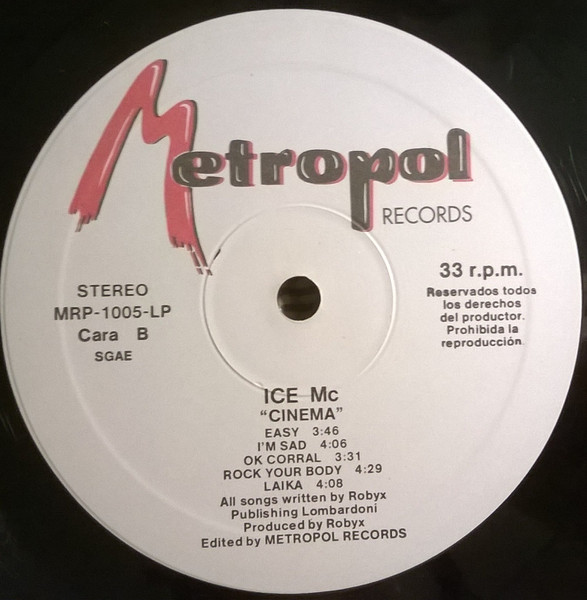 Metropol
RECORDS
STEREO
MRP-1005-LP
Cara B
SGAE
33 r.p.m.
Reservados todos
los derechos
del productor.
Prohibida la
reproducción.
ICE Mc
“CINEMA”
EASY 3:46
I'M SAD 4:06
OK CORRAL 3:31
ROCK YOUR BODY 4:29
LAIKA 4:08
All songs written by Robyx
Publishing Lombardoni
Produced by Robyx
Edited by METROPOL RECORDS